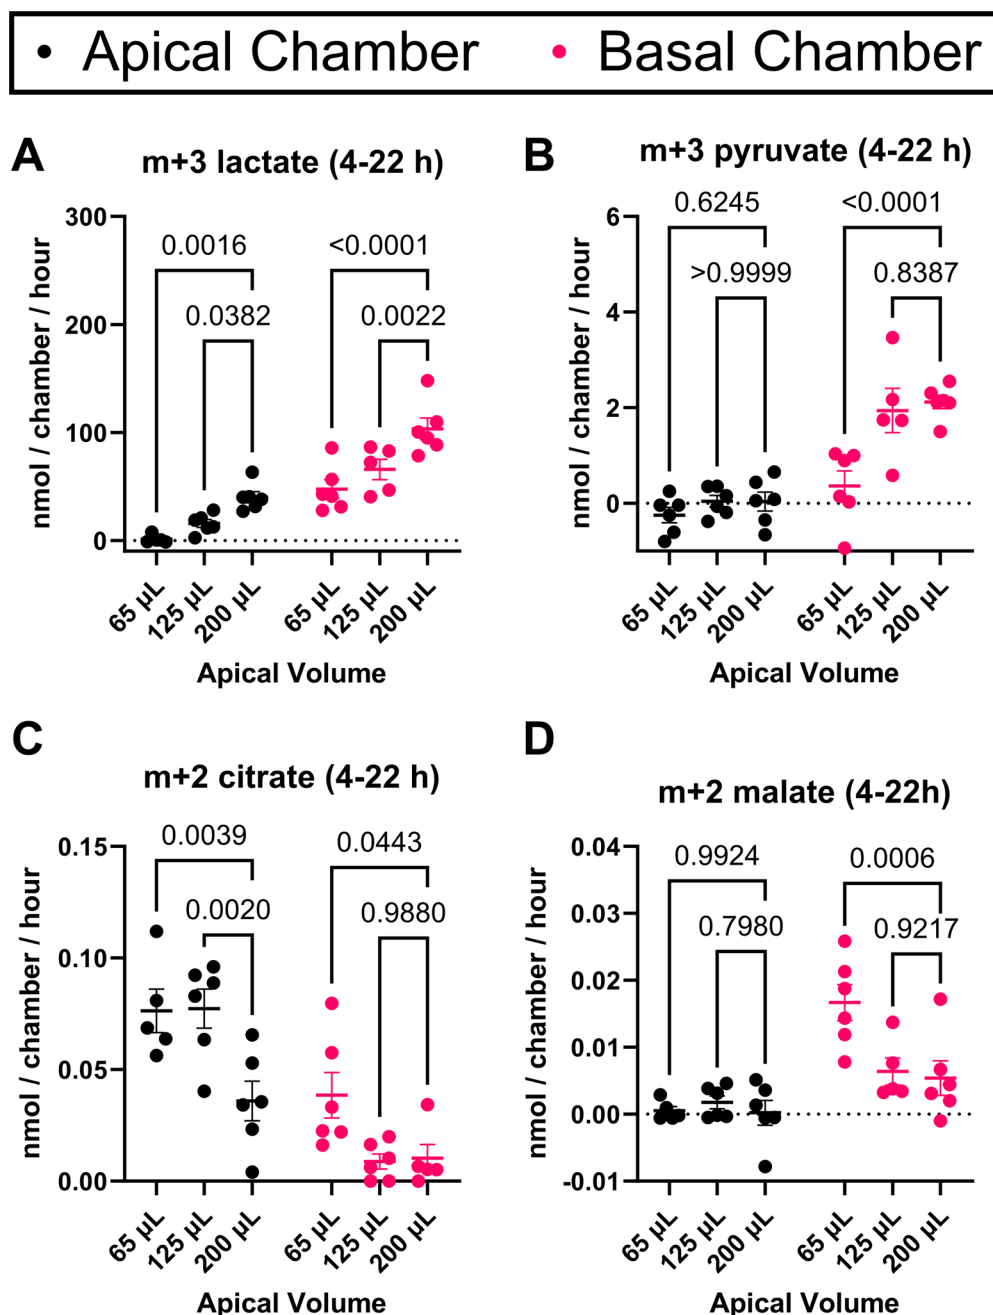 • Apical Chamber • Basal Chamber
A
m+3 lactate (4-22 h)
nmol / chamber / hour
300
200
100
0
0.0016
<0.0001
0.0382
0.0022
65 µL
125 µL
200 µL
65 µL
125 µL
200 µL
Apical Volume
B
m+3 pyruvate (4-22 h)
nmol / chamber / hour
6
4
2
0
0.6245
<0.0001
>0.9999
0.8387
65 µL
125 µL
200 µL
65 µL
125 µL
200 µL
Apical Volume
C
m+2 citrate (4-22 h)
nmol / chamber / hour
0.15
0.10
0.05
0.00
0.0039
0.0443
0.0020
0.9880
65 µL
125 µL
200 µL
65 µL
125 µL
200 µL
Apical Volume
D
m+2 malate (4-22h)
nmol / chamber / hour
0.04
0.03
0.02
0.01
0.00
-0.01
0.9924
0.0006
0.7980
0.9217
65 µL
125 µL
200 µL
65 µL
125 µL
200 µL
Apical Volume